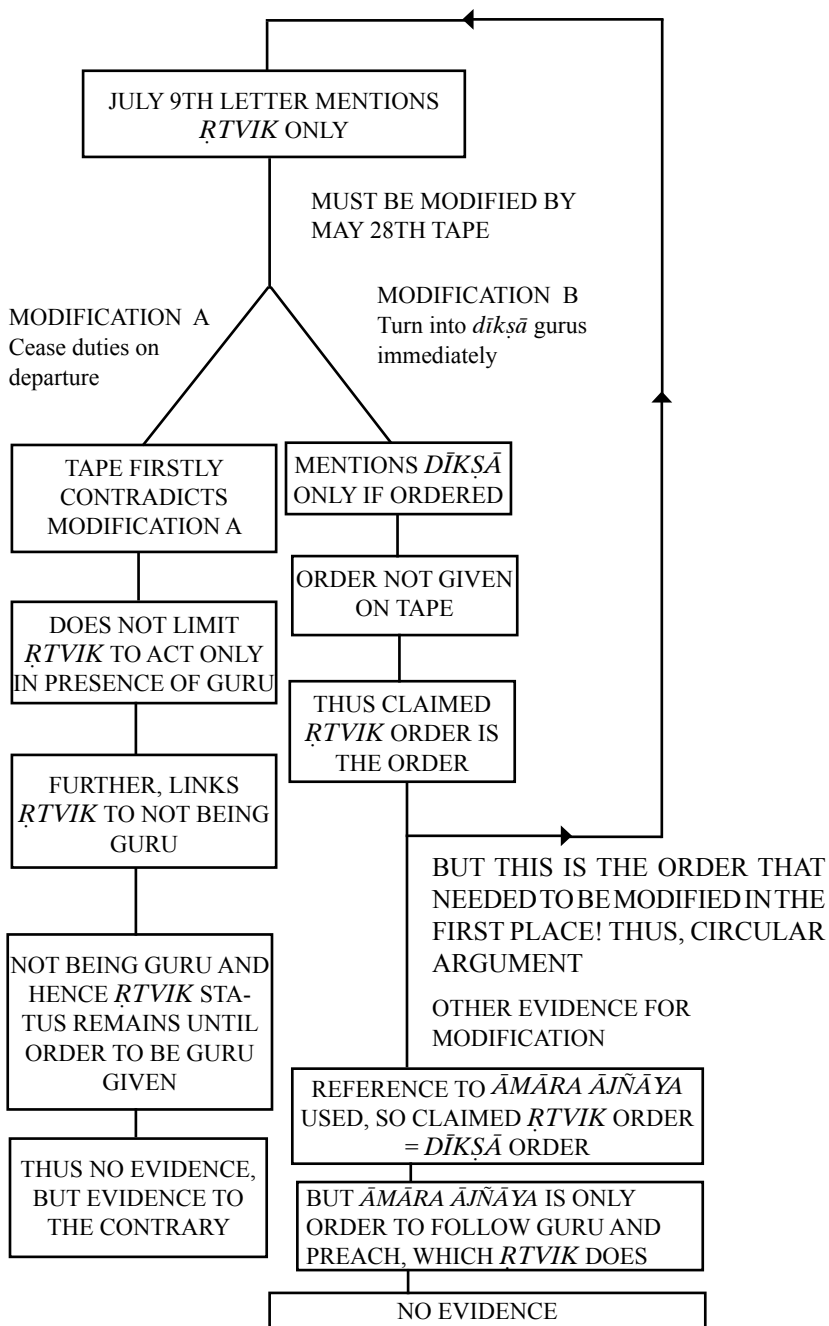 JULY 9TH LETTER MENTIONS
ṚTVIK ONLY
MUST BE MODIFIED BY
MAY 28TH TAPE
MODIFICATION A
Cease duties on
departure
MODIFICATION B
Turn into dīkṣā gurus
immediately
TAPE FIRSTLY
CONTRADICTS
MODIFICATION A
DOES NOT LIMIT
ṚTVIK TO ACT ONLY
IN PRESENCE OF GURU
FURTHER, LINKS
ṚTVIK TO NOT BEING
GURU
NOT BEING GURU AND
HENCE ṚTVIK STA-
TUS REMAINS UNTIL
ORDER TO BE GURU
GIVEN
THUS NO EVIDENCE,
BUT EVIDENCE TO
THE CONTRARY
MENTIONS DĪKṢĀ
ONLY IF ORDERED
ORDER NOT GIVEN
ON TAPE
THUS CLAIMED
ṚTVIK ORDER IS
THE ORDER
BUT THIS IS THE ORDER THAT
NEEDED TO BE MODIFIED IN THE
FIRST PLACE! THUS, CIRCULAR
ARGUMENT
OTHER EVIDENCE FOR
MODIFICATION
REFERENCE TO ĀMĀRA ĀJÑĀYA
USED, SO CLAIMED ṚTVIK ORDER
= DĪKṢĀ ORDER
BUT ĀMĀRA ĀJÑĀYA IS ONLY
ORDER TO FOLLOW GURU AND
PREACH, WHICH ṚTVIK DOES
NO EVIDENCE